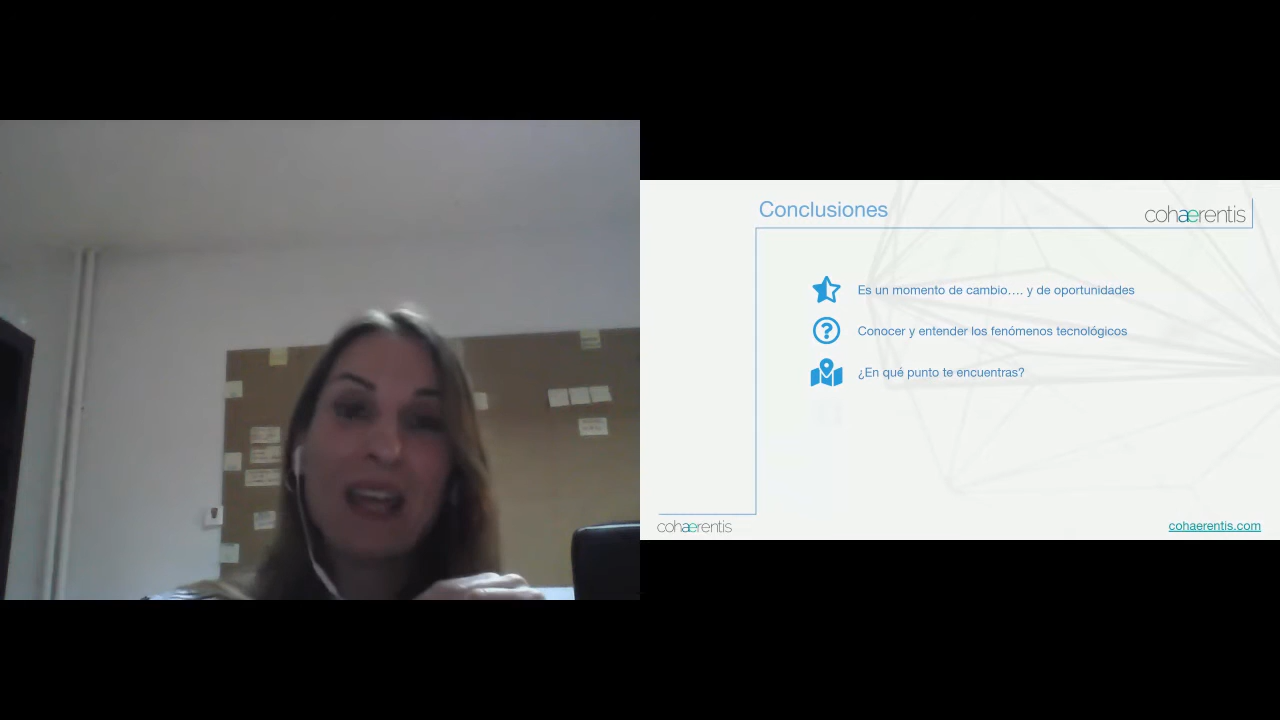 Conclusiones
cohaerentis
Es un momento de cambio…. y de oportunidades
Conocer y entender los fenómenos tecnológicos
¿En qué punto te encuentras?
cohaerentis
cohaerentis.com